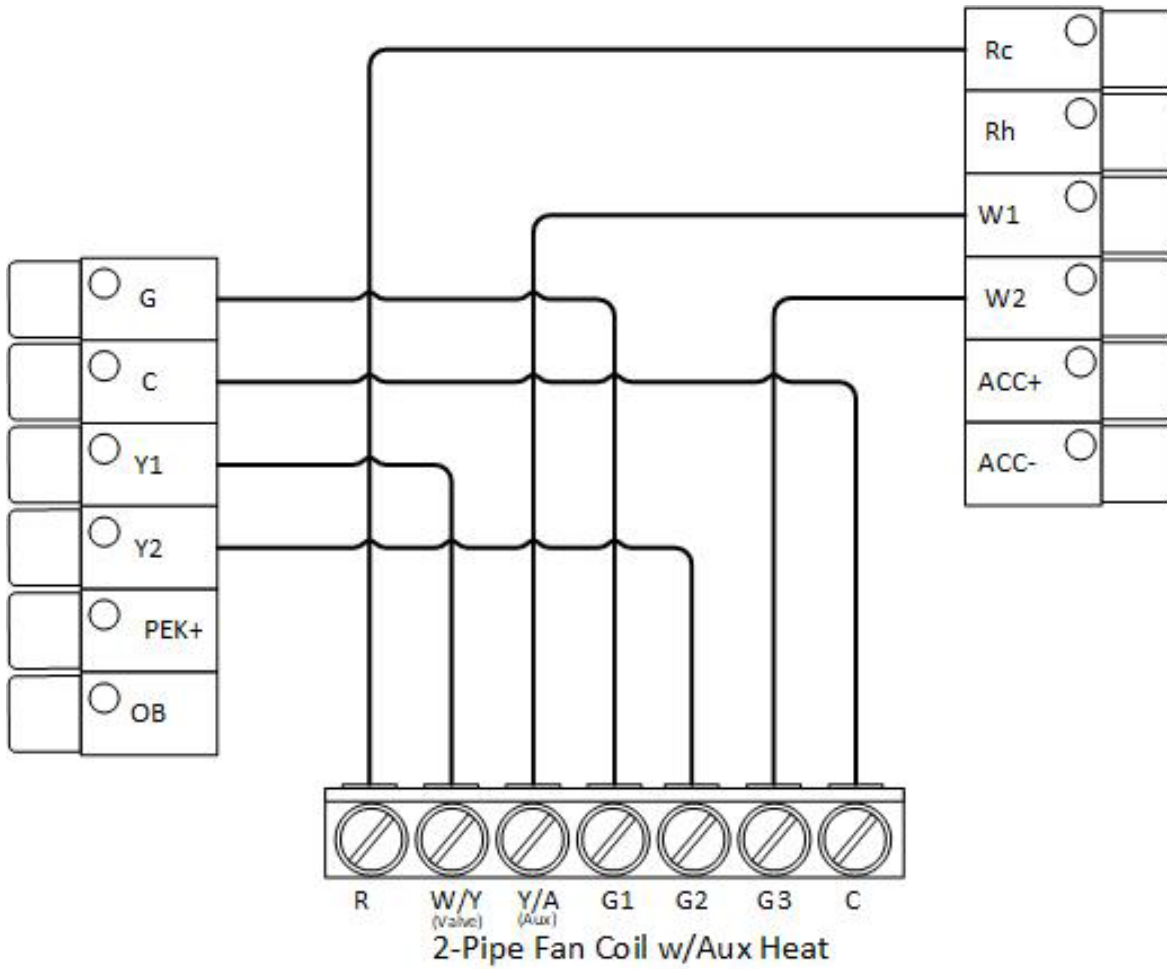 Rc
Rh
W1
W2
ACC+
ACC-
G
C
Y1
Y2
PEK+
OB
R W/Y Y/A G1 G2 G3 C
(Valve) (Aux)
2-Pipe Fan Coil w/Aux Heat